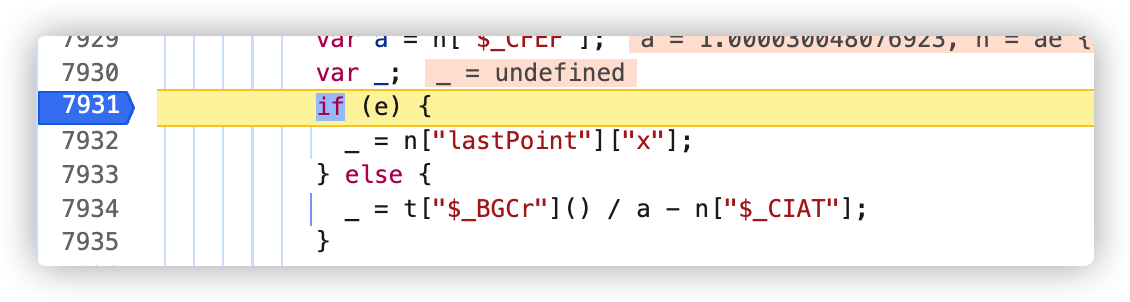 7929 var a = n["$_CFEF"]; a = 1.000030048076923, n = ae {
7930 var _; _ = undefined
7931 if (e) {
7932 _ = n["lastPoint"]["x"];
7933 } else {
7934 _ = t["$_BGCr"]() / a - n["$_CIAT"];
7935 }